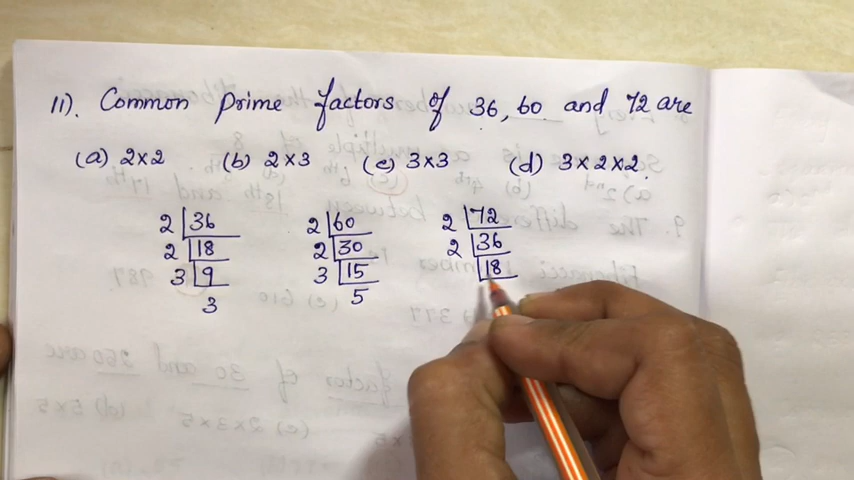 11). Common prime factors of 36, 60 and 72 are
(a) 2×2 (b) 2×3 (c) 3×3 (d) 3×2×2.
2 36 2 60 2 72
2 18 2 30 2 36
3 9 3 15 18
3 5